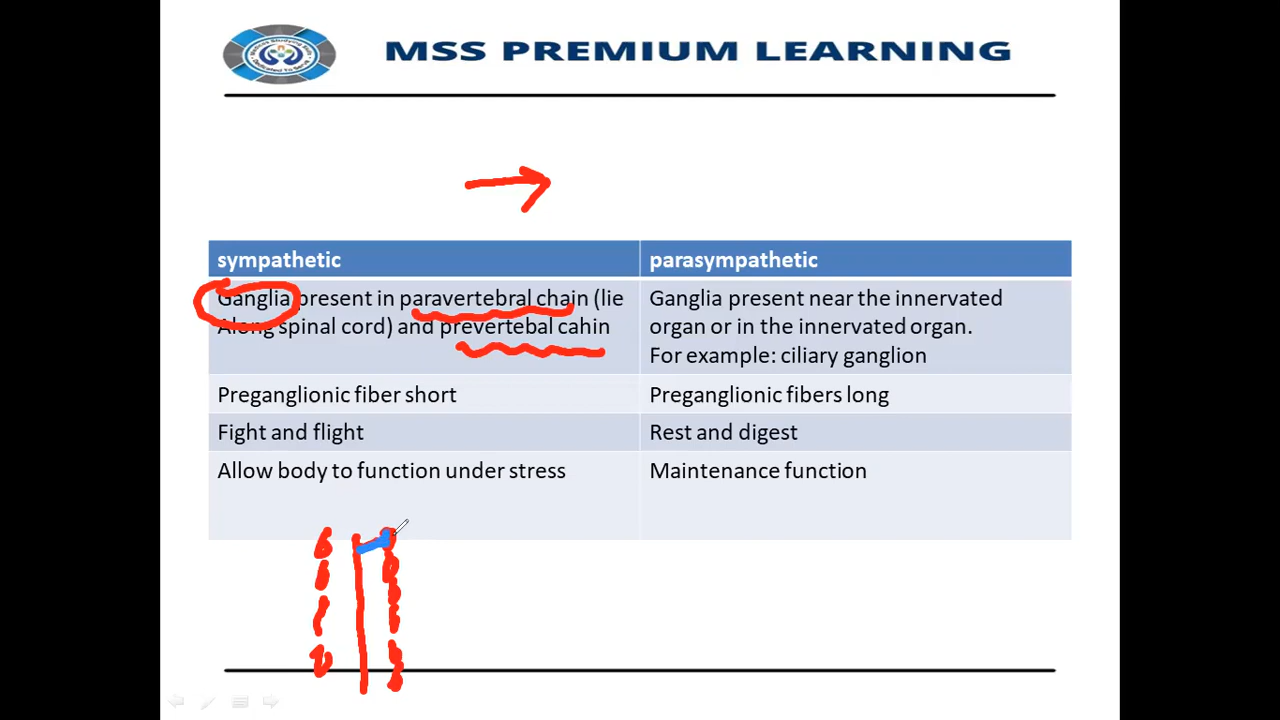 MSS PREMIUM LEARNING
sympathetic
parasympathetic
Ganglia present in paravertebral chain (lie
Along spinal cord) and prevertebal cahin
Ganglia present near the innervated
organ or in the innervated organ.
For example: ciliary ganglion
Preganglionic fiber short
Preganglionic fibers long
Fight and flight
Rest and digest
Allow body to function under stress
Maintenance function